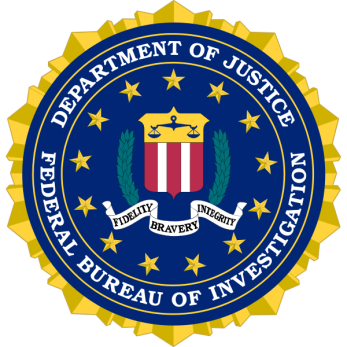 DEPARTMENT OF JUSTICE
FIDELITY
BRAVERY
INTEGRITY
FEDERAL BUREAU OF INVESTIGATION